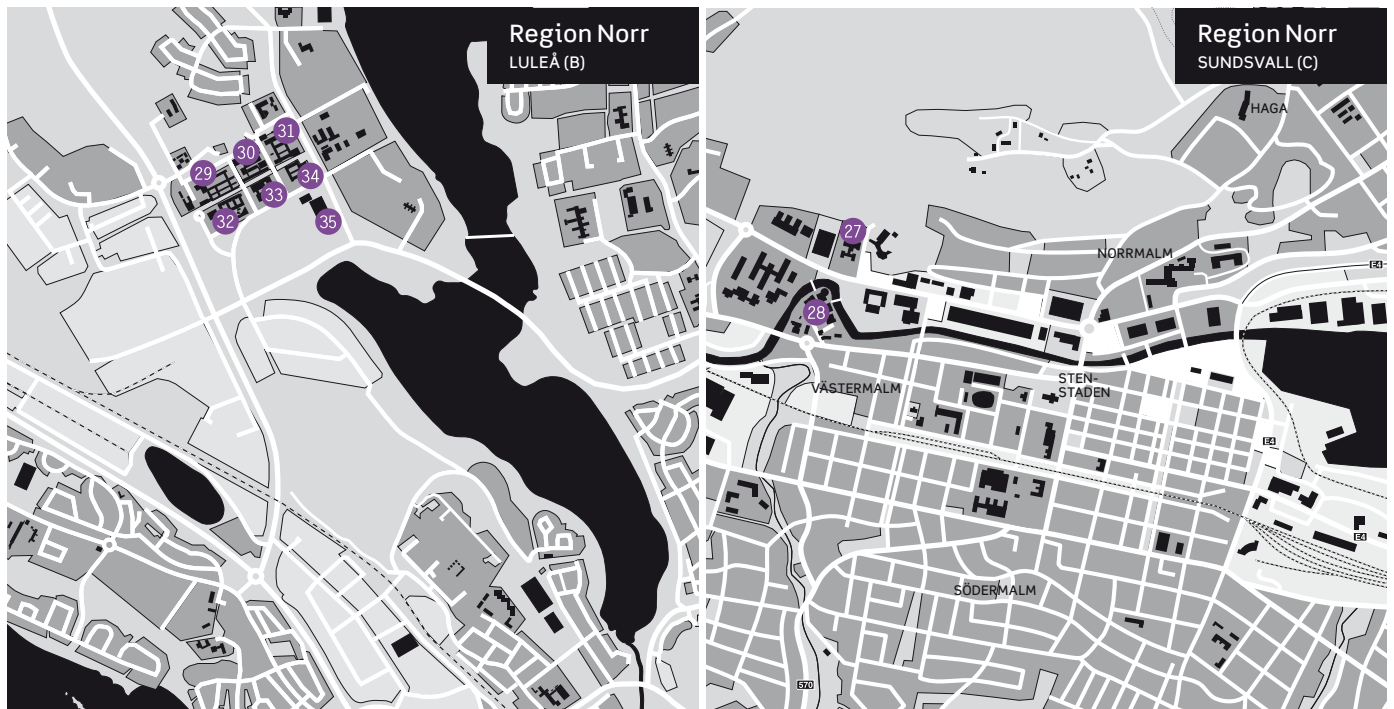 Region Norr
LULEÅ (B)
31
30
29
34
33
32
35
Region Norr
SUNDSVALL (C)
HAGA
27
NORRMALM
E4
28
STEN-
STADEN
VÄSTERMALM
E4
E4
SÖDERMALM
570